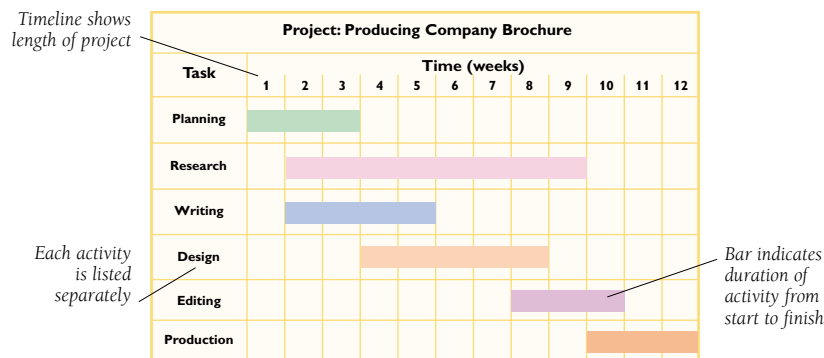 Timeline shows
length of project
Project: Producing Company Brochure
Task
Time (weeks)
1 2 3 4 5 6 7 8 9 10 11 12
Planning
Research
Writing
Each activity
is listed
separately
Design
Bar indicates
duration of
activity from
start to finish
Editing
Production